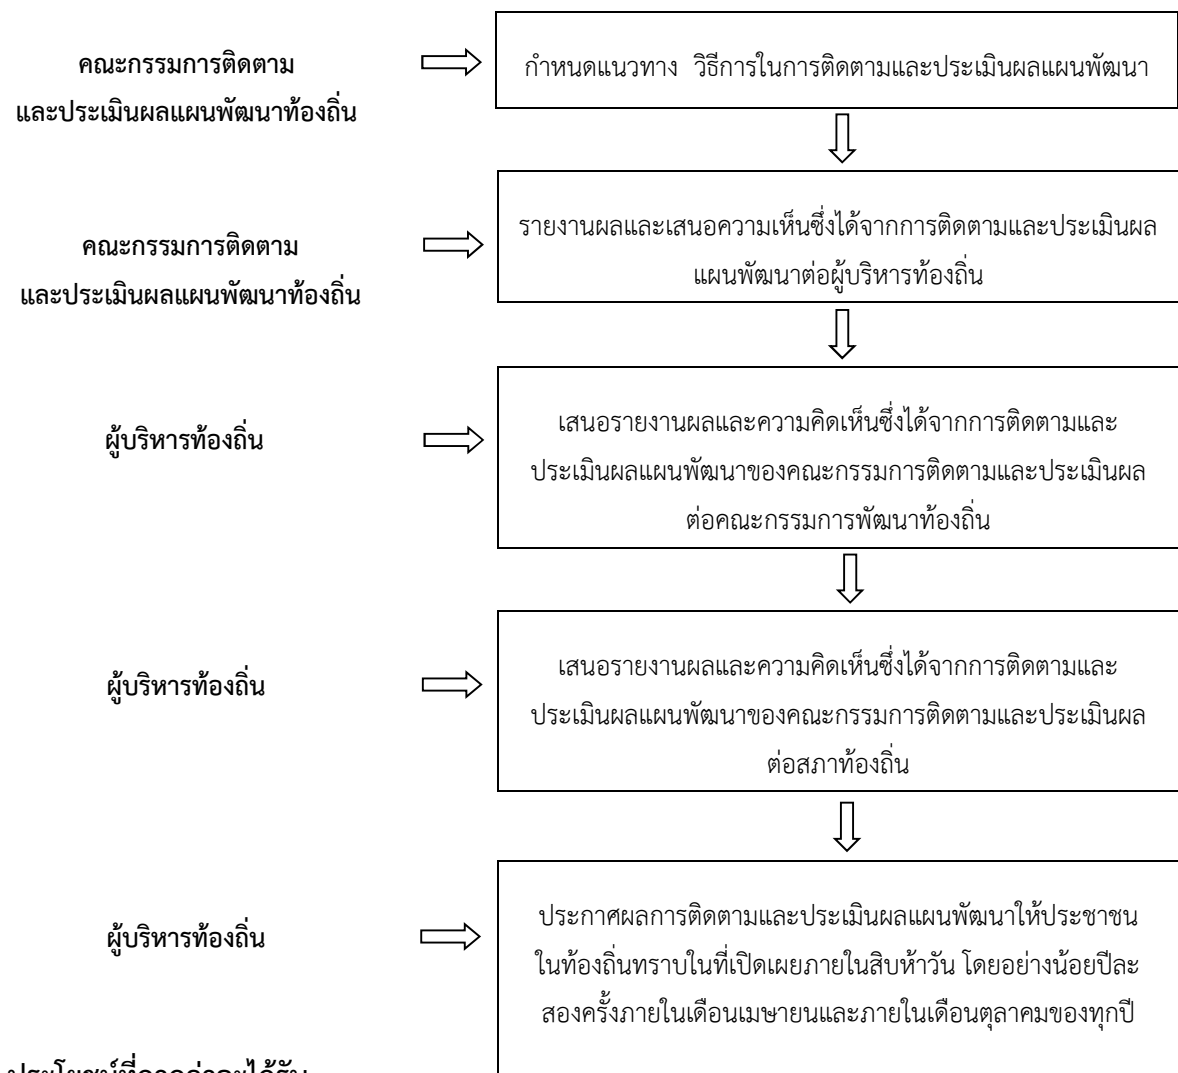 คณะกรรมการติดตาม
และประเมินผลแผนพัฒนาท้องถิ่น
กำหนดแนวทาง วิธีการในการติดตามและประเมินผลแผนพัฒนา
คณะกรรมการติดตาม
และประเมินผลแผนพัฒนาท้องถิ่น
รายงานผลและเสนอความเห็นซึ่งได้จากการติดตามและประเมินผล
แผนพัฒนาต่อผู้บริหารท้องถิ่น
ผู้บริหารท้องถิ่น
เสนอรายงานผลและความคิดเห็นซึ่งได้จากการติดตามและ
ประเมินผลแผนพัฒนาของคณะกรรมการติดตามและประเมินผล
ต่อคณะกรรมการพัฒนาท้องถิ่น
ผู้บริหารท้องถิ่น
เสนอรายงานผลและความคิดเห็นซึ่งได้จากการติดตามและ
ประเมินผลแผนพัฒนาของคณะกรรมการติดตามและประเมินผล
ต่อสภาท้องถิ่น
ผู้บริหารท้องถิ่น
ประกาศผลการติดตามและประเมินผลแผนพัฒนาให้ประชาชน
ในท้องถิ่นทราบในที่เปิดเผยภายในสิบห้าวัน โดยอย่างน้อยปีละ
สองครั้งภายในเดือนเมษายนและภายในเดือนตุลาคมของทุกปี